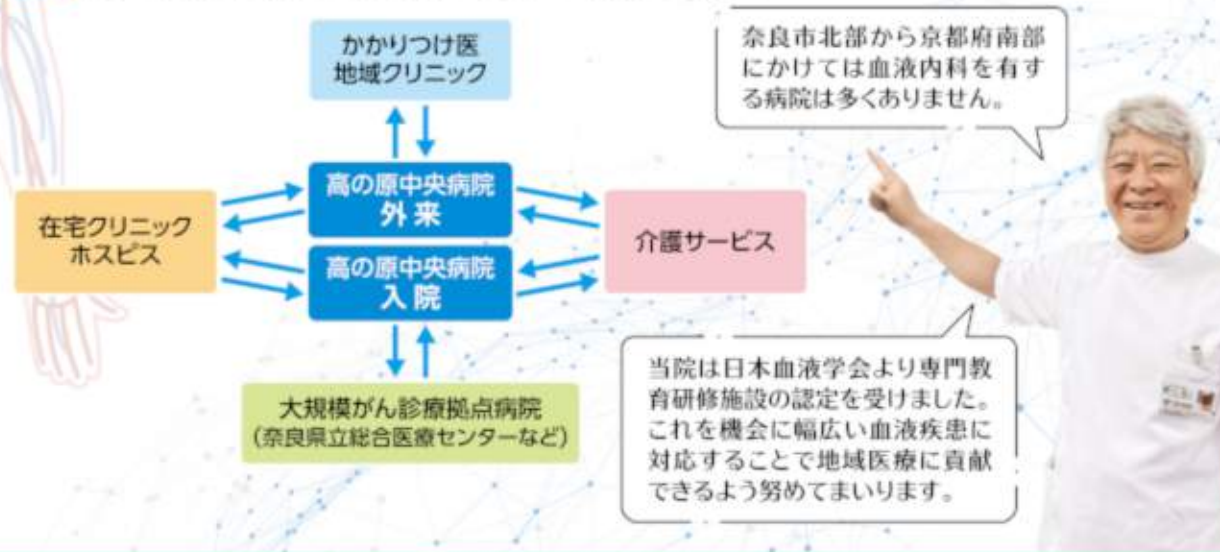 かかりつけ医
地域クリニック
奈良市北部から京都府南部
にかけては血液内科を有す
る病院は多くありません。
高の原中央病院
外来
在宅クリニック
ホスピス
介護サービス
高の原中央病院
入院
大規模がん診療拠点病院
(奈良県立総合医療センターなど)
当院は日本血液学会より専門教
育研修施設の認定を受けました。
これを機会に幅広い血液疾患に
対応することで地域医療に貢献
できるよう努めてまいります。